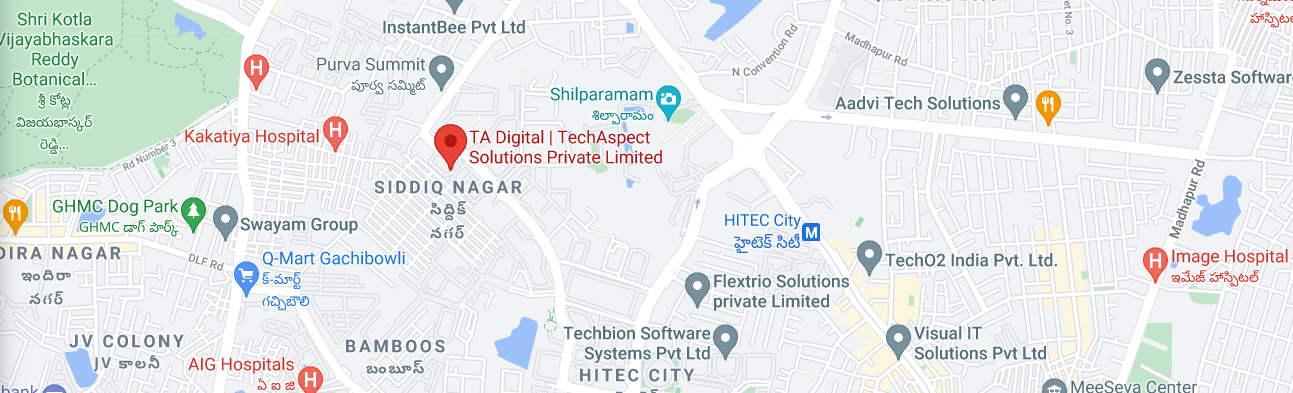 Shri Kotla
Vijayabhaskara
Reddy
Botanical...
శ్రీ కోట్ల
విజయభాస్కర్
రెడ్డి...
InstantBee Pvt Ltd
Purva Summit
పూర్వ సమ్మిట్
Kakatiya Hospital
Rd Number 3
TA Digital | TechAspect
Solutions Private Limited
SIDDIQ NAGAR
సిద్దిక్
నగర్
Shilparamam
శిల్పారామం
N Convention Rd
Madhapur Rd
Aadvi Tech Solutions
Zessta Software
హాస్పిటల్
GHMC Dog Park
GHMC డాగ్ పార్క్
Swayam Group
DIRA NAGAR
ఇందిరా
నగర్
DLF Rd
Q-Mart Gachibowli
క్-మార్ట్
గచ్చిబౌలి
HITEC City
హైటెక్ సిటీ
M
TechO2 India Pvt. Ltd.
Madhapur Rd
Image Hospital
ఇమేజ్ హాస్పిటల్
Flextrio Solutions
private Limited
JV COLONY
JV కాలనీ
BAMBOOS
బంబూస్
Techbion Software
Systems Pvt Ltd
HITEC CITY
Visual IT
Solutions Pvt Ltd
AIG Hospitals
ఏ ఐ జి
bank
MeeSeva Center